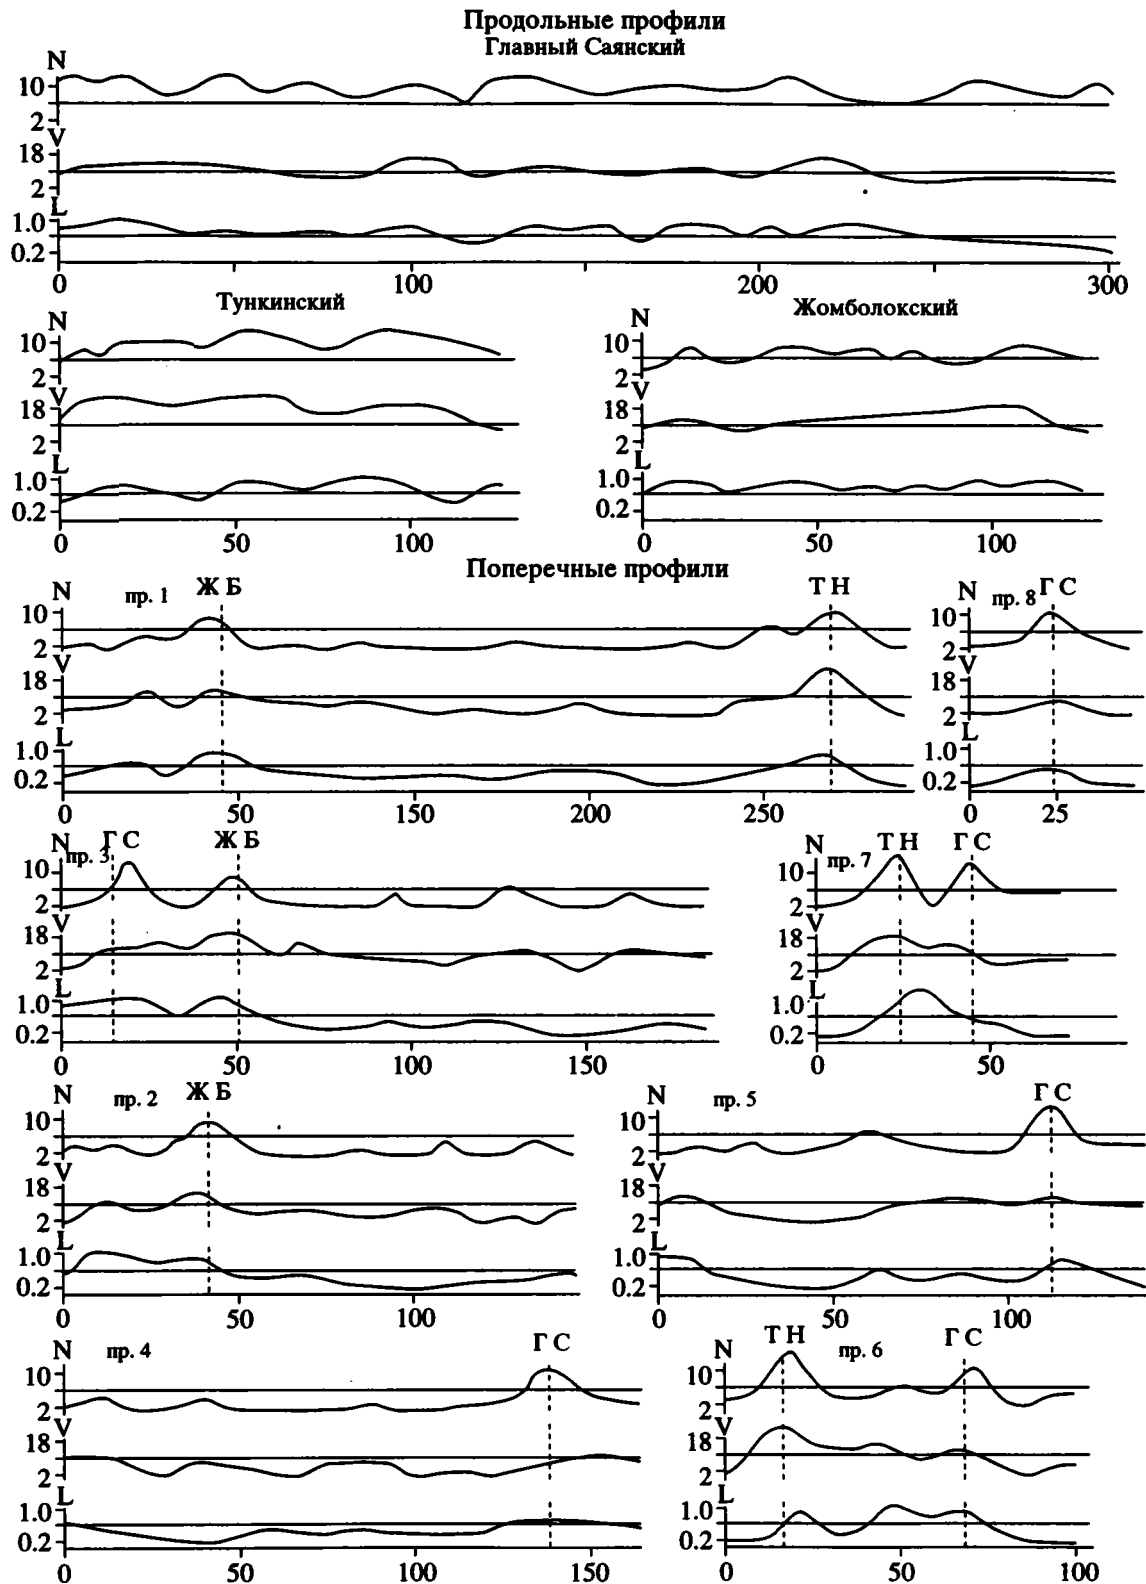 Продольные профили
Главный Саянский
N
10
2
V
18
2
L
1.0
0.2
0 100 200 300
Тункинский
N
10
2
V
18
2
L
1.0
0.2
0 50 100
Жомболокский
N
10
2
V
18
2
L
1.0
0.2
0 50 100
Поперечные профили
N пр. 1 Ж Б Т Н
10
2
V
18
2
L
1.0
0.2
0 50 150 200 250
N пр. 8 Г С
10
2
V
18
2
L
1.0
0.2
0 25
N пр. 3 Г С Ж Б
10
2
V
18
2
L
1.0
0.2
0 50 100 150
N пр. 7 Т Н Г С
10
2
V
18
2
L
1.0
0.2
0 50
N пр. 2 Ж Б
10
2
V
18
2
L
1.0
0.2
0 50 100
N пр. 5 Г С
10
2
V
18
2
L
1.0
0.2
0 50 100
N пр. 4 Г С
10
2
V
18
2
L
1.0
0.2
0 50 50 150
N Т Н пр. 6 Г С
10
2
V
18
2
L
1.0
0.2
0 50 100